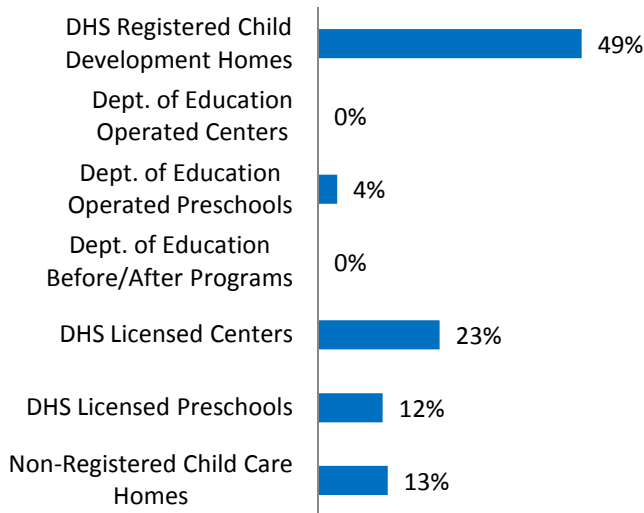 DHS Registered Child
Development Homes
49%
Dept. of Education
Operated Centers
0%
Dept. of Education
Operated Preschools
4%
Dept. of Education
Before/After Programs
0%
DHS Licensed Centers
23%
DHS Licensed Preschools
12%
Non-Registered Child Care
Homes
13%